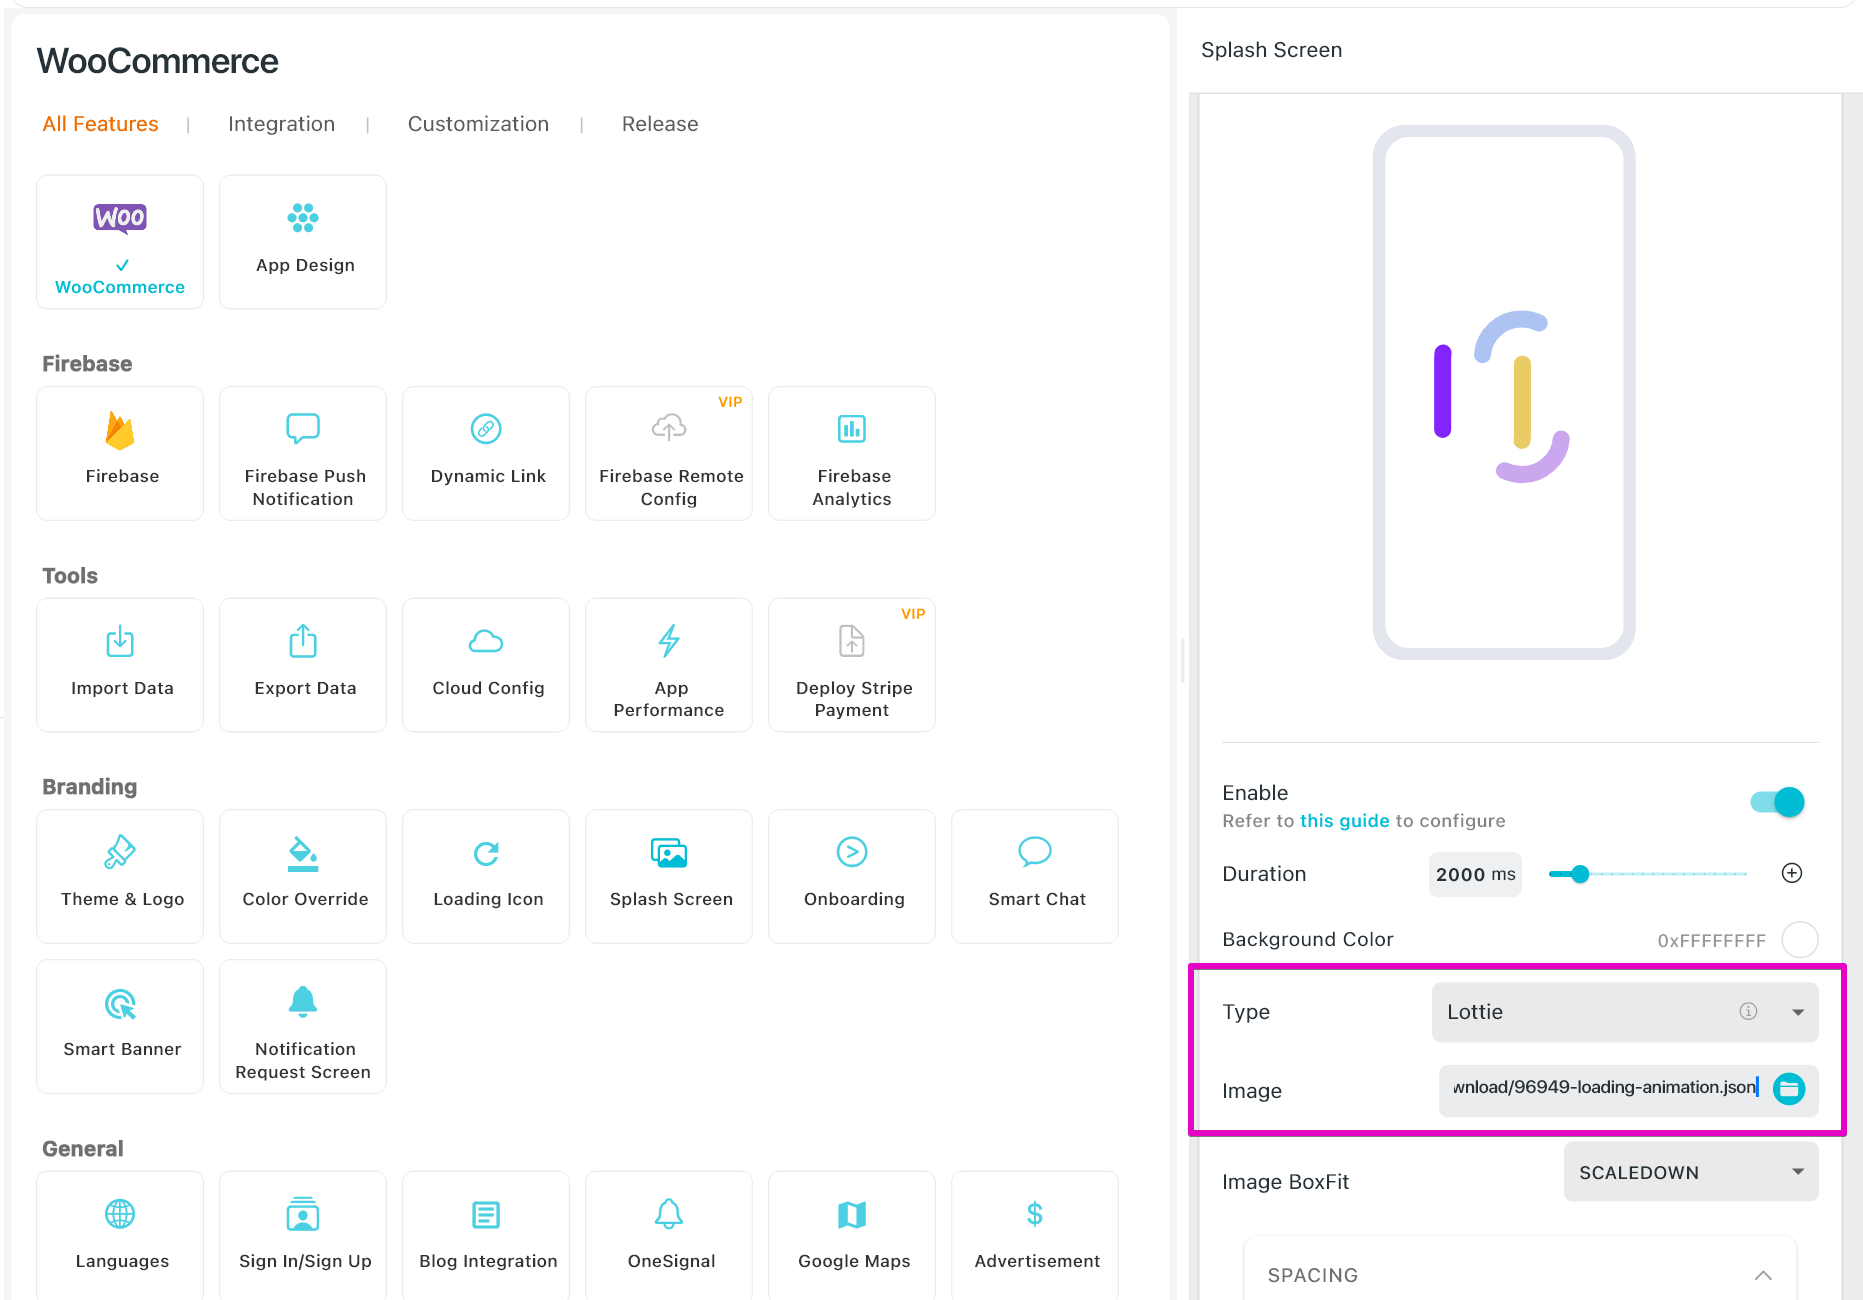 WooCommerce
All Features | Integration | Customization | Release
WOO
WooCommerce
App Design
Firebase
Firebase
Firebase Push
Notification
Dynamic Link
VIP
Firebase Remote
Config
Firebase
Analytics
Tools
Import Data
Export Data
Cloud Config
App
Performance
VIP
Deploy Stripe
Payment
Branding
Theme & Logo
Color Override
Loading Icon
Splash Screen
Onboarding
Smart Chat
Smart Banner
Notification
Request Screen
General
Languages
Sign In/Sign Up
Blog Integration
OneSignal
Google Maps
$
Advertisement
Splash Screen
Enable
Refer to this guide to configure
Duration
2000 ms
Background Color
0xFFFFFFFF
Type
Lottie
Image
wnload/96949-loading-animation.json
Image BoxFit
SCALEDOWN
SPACING